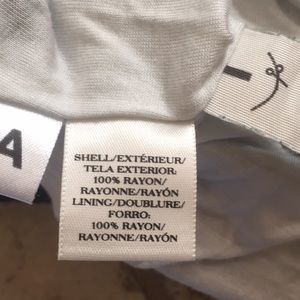 A
SHELL/EXTÉRIEUR/
TELA EXTERIOR:
100% RAYON/
RAYONNE/RAYÓN
LINING/DOUBLURE/
FORRO:
100% RAYON/
RAYONNE/RAYÓN